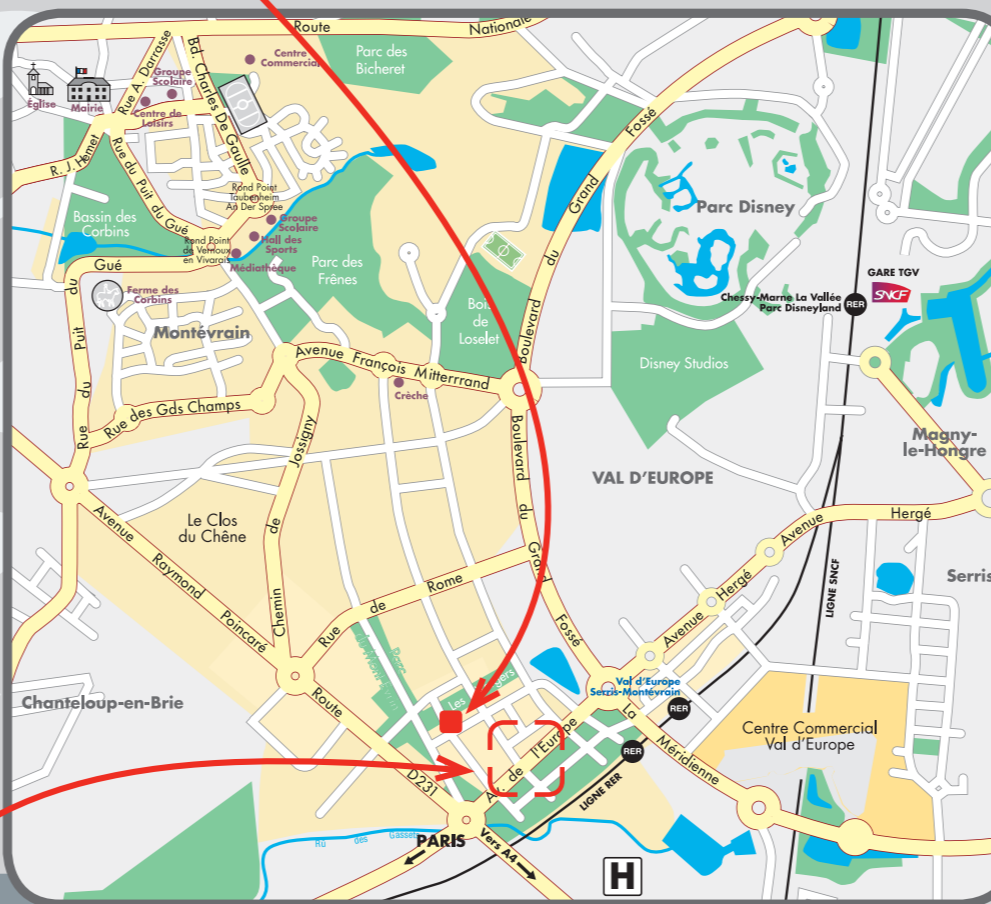 Route
Nationale
Centre
Commercial
Parc des
Bicheret
Bd. Charles De Gaulle
Rue A. Darrasse
Groupe
Scolaire
Église
Mairie
Centre de
Loisirs
R. J. Hemet
Rue du Puit du Gué
Rond Point
Taubenheim
An Der Spree
Bassin des
Corbins
Groupe
Scolaire
Hall des
Sports
Rond Point
de Vernoux
en Vivarais
Médiathèque
Parc des
Frênes
Rue du Puit du Gué
Ferme des
Corbins
Montévrain
Bois
de
Loselet
Boulevard du Grand Fossé
Parc Disney
GARE TGV
SNCF
Chessy-Marne La Vallée
Parc Disneyland
RER
Disney Studios
Avenue François Mitterrrand
Crèche
Rue des Gds Champs
Chemin de Jossigny
Boulevard du Grand Fossé
Magny-
le-Hongre
VAL D'EUROPE
Le Clos
du Chêne
Avenue Raymond Poincaré
Avenue Hergé
Avenue Hergé
Serris
LIGNE SNCF
Rue de Rome
Chanteloup-en-Brie
Route D231
Les
Val d'Europe
Serris-Montévrain
RER
RER
Av. de l'Europe
La Méridienne
Centre Commercial
Val d'Europe
LIGNE RER
Rû des Gassets
PARIS
Vers A4
H